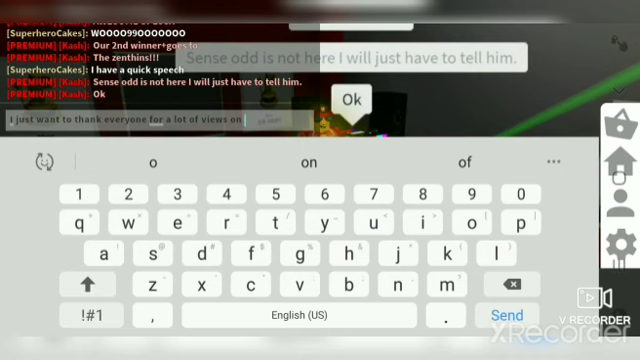 [SuperheroCakes]: WOOOO99OOOOOOO
[PREMIUM] [Kash]: Our 2nd winner+goes to
[PREMIUM] [Kash]: The zenthins!!!
[SuperheroCakes]: I have a quick speech
[PREMIUM] [Kash]: Sense odd is not here I will just have to tell him.
[PREMIUM] [Kash]: Ok
Sense odd is not here I will just have to tell him.
Ok
I just want to thank everyone for a lot of views on
o on of ...
1 2 3 4 5 6 7 8 9 0
q w e r t y u i o p
a s d f g h j k l
z x c v b n m
!#1 , English (US) . Send
V RECORDER
XRecorder